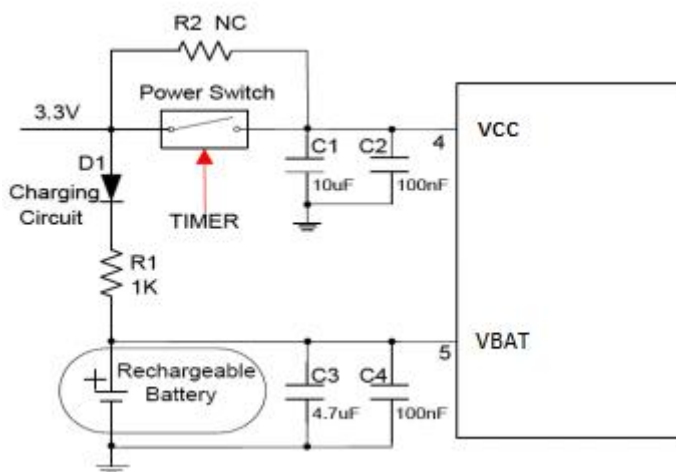 R2 NC
Power Switch
3.3V
4
VCC
D1
C1
C2
10uF
100nF
Charging
Circuit
TIMER
R1
1K
5
VBAT
+
Rechargeable
Battery
C3
C4
4.7uF
100nF